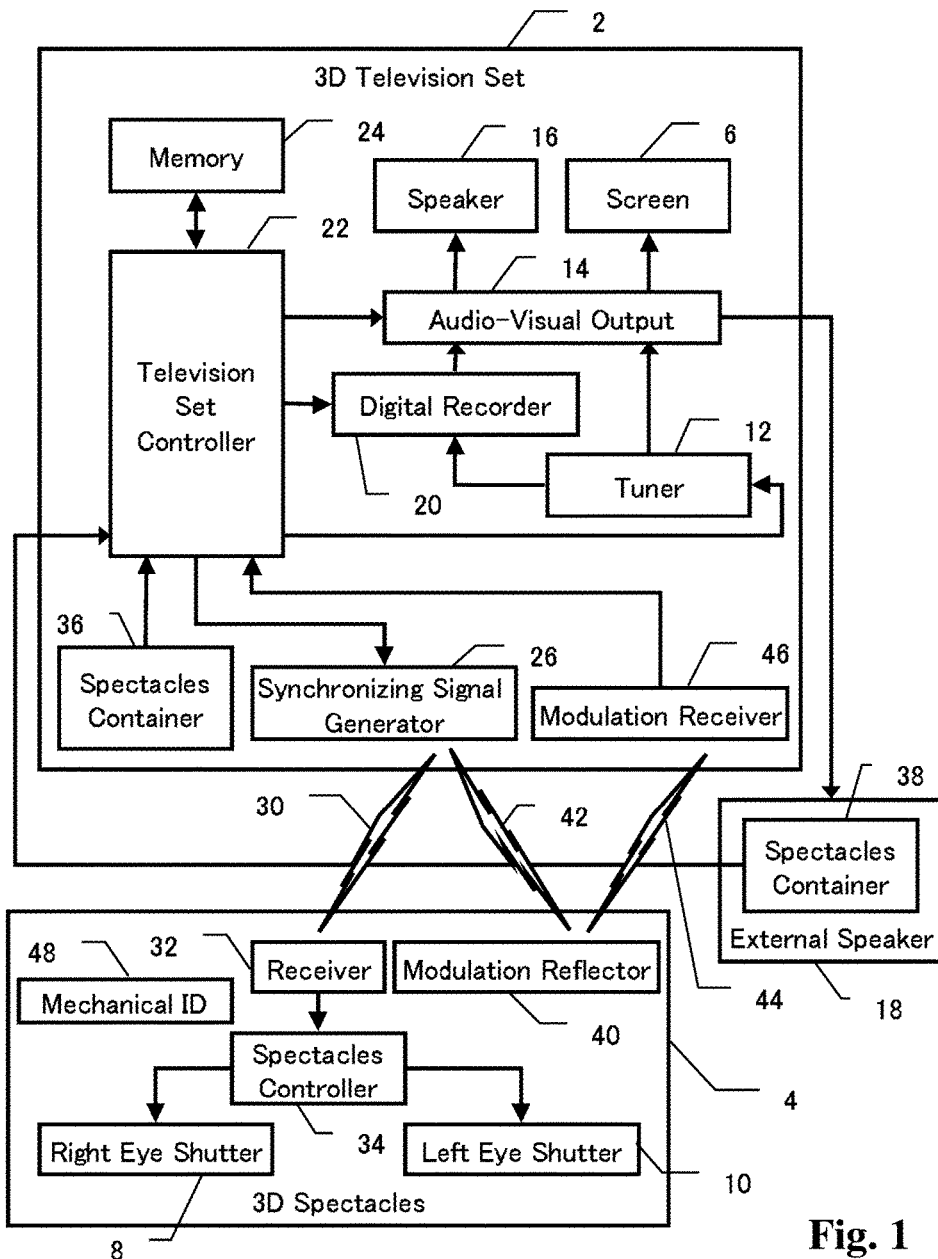 2
3D Television Set
24
16
6
Memory
Speaker
Screen
22
14
Audio-Visual Output
Television
Set
Controller
Digital Recorder
12
20
Tuner
36
26
46
Spectacles
Container
Synchronizing Signal
Generator
Modulation Receiver
30
42
38
Spectacles
Container
External Speaker
48
32
Receiver
Modulation Reflector
44
18
Mechanical ID
40
Spectacles
Controller
4
34
Right Eye Shutter
Left Eye Shutter
10
3D Spectacles
8
Fig. 1